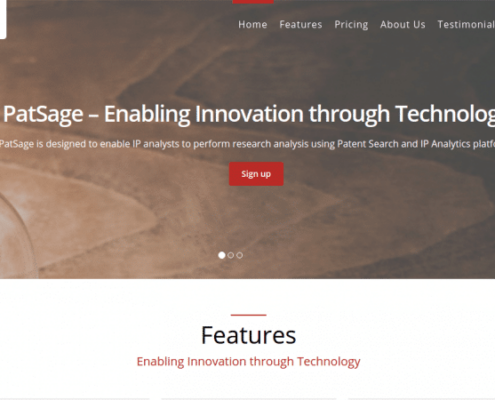 Home Features Pricing About Us Testimonial
PatSage – Enabling Innovation through Technolog
PatSage is designed to enable IP analysts to perform research analysis using Patent Search and IP Analytics platf
Sign up
Features
Enabling Innovation through Technology